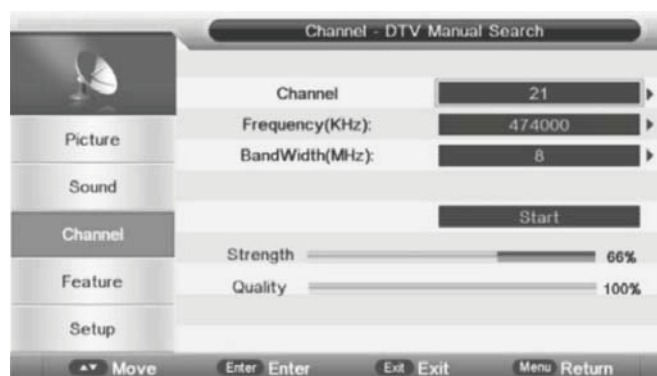 Channel - DTV Manual Search
Channel 21
Frequency(KHz): 474000
BandWidth(MHz): 8
Start
Strength 66%
Quality 100%
Picture
Sound
Channel
Feature
Setup
Move Enter Enter Exit Exit Menu Return